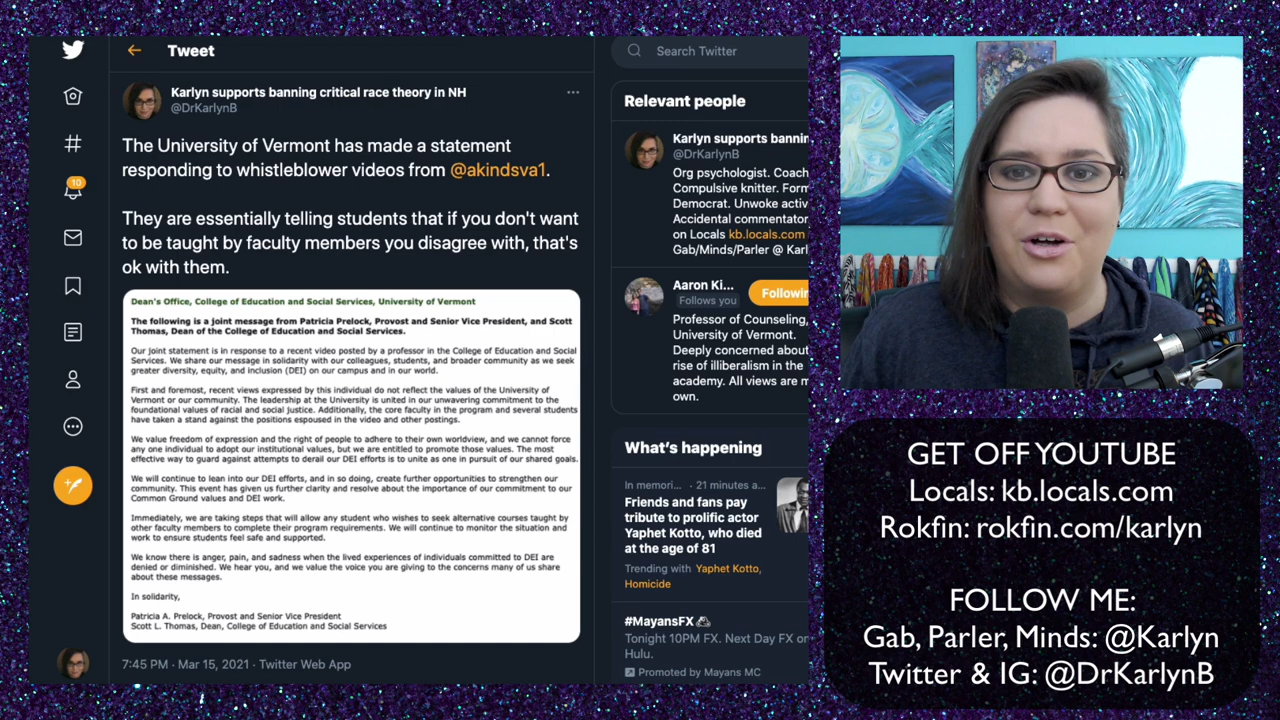 Tweet
Karlyn supports banning critical race theory in NH
@DrKarlynB
The University of Vermont has made a statement
responding to whistleblower videos from @akindsva1.
They are essentially telling students that if you don't want
to be taught by faculty members you disagree with, that's
ok with them.
Dean's Office, College of Education and Social Services, University of Vermont
The following is a joint message from Patricia Prelock, Provost and Senior Vice President, and Scott
Thomas, Dean of the College of Education and Social Services.
Our joint statement is in response to a recent video posted by a professor in the College of Education and Social
Services. We share our message in solidarity with our colleagues, students, and broader community as we seek
greater diversity, equity, and inclusion (DEI) on our campus and in our world.
First and foremost, recent views expressed by this individual do not reflect the values of the University of
Vermont or our community. The leadership at the University is united in our unwavering commitment to the
foundational values of racial and social justice. Additionally, the core faculty in the program and several students
have taken a stand against the positions espoused in the video and other postings.
We value freedom of expression and the right of people to adhere to their own worldview, and we cannot force
any one individual to adopt our institutional values, but we are entitled to promote those values. The most
effective way to guard against attempts to derail our DEI efforts is to unite as one in pursuit of our shared goals.
We will continue to lean into our DEI efforts, and in so doing, create further opportunities to strengthen our
community. This event has given us further clarity and resolve about the importance of our commitment to our
Common Ground values and DEI work.
Immediately, we are taking steps that will allow any student who wishes to seek alternative courses taught by
other faculty members to complete their program requirements. We will continue to monitor the situation and
work to ensure students feel safe and supported.
We know there is anger, pain, and sadness when the lived experiences of individuals committed to DEI are
denied or diminished. We hear you, and we value the voice you are giving to the concerns many of us share
about these messages.
In solidarity,
Patricia A. Prelock, Provost and Senior Vice President
Scott L. Thomas, Dean, College of Education and Social Services
7:45 PM · Mar 15, 2021 · Twitter Web App
10
Search Twitter
Relevant people
Karlyn supports bannin
@DrKarlynB
Org psychologist. Coach
Compulsive knitter. Form
Democrat. Unwoke activ
Accidental commentator
on Locals kb.locals.com
Gab/Minds/Parler @ Karl
Aaron Ki...
Follows you
Followin
Professor of Counseling,
University of Vermont.
Deeply concerned about
rise of illiberalism in the
academy. All views are m
own.
What's happening
In memori... · 21 minutes a...
Friends and fans pay
tribute to prolific actor
Yaphet Kotto, who died
at the age of 81
Trending with Yaphet Kotto,
Homicide
#MayansFX
Tonight 10PM FX. Next Day FX on
Hulu.
Promoted by Mayans MC
GET OFF YOUTUBE
Locals: kb.locals.com
Rokfin: rokfin.com/karlyn
FOLLOW ME:
Gab, Parler, Minds: @Karlyn
Twitter & IG: @DrKarlynB